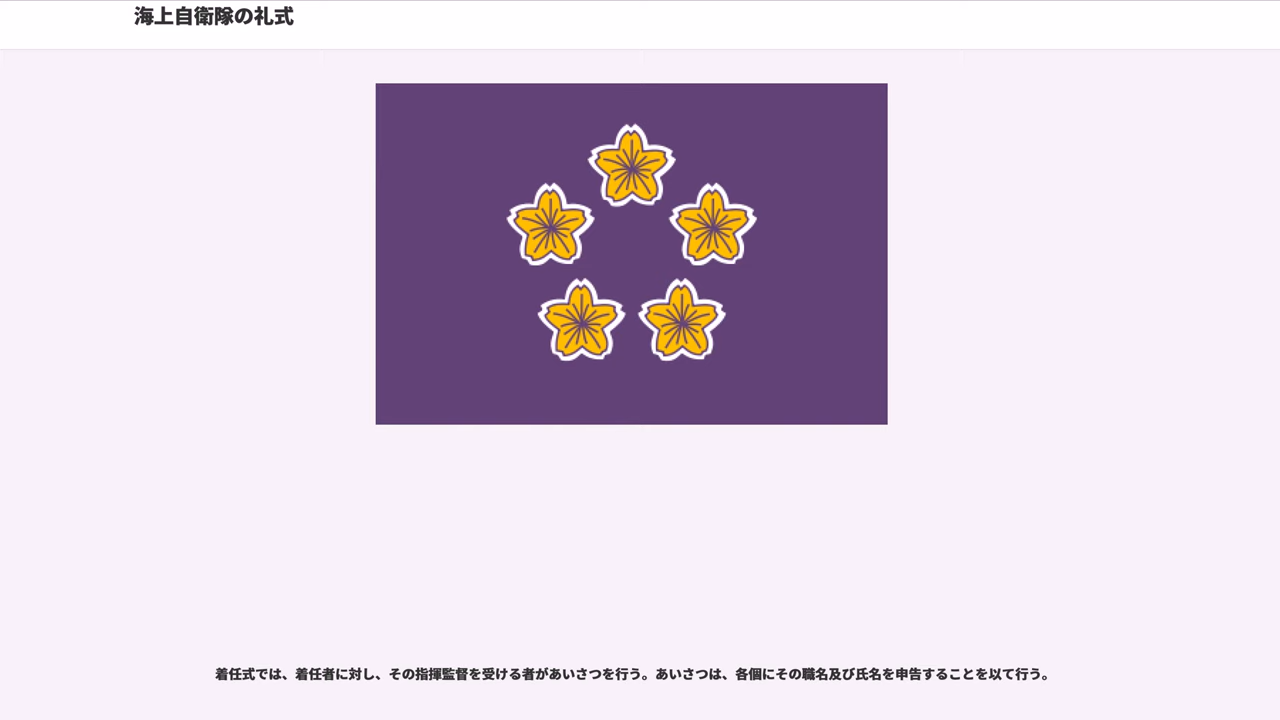 海上自衛隊の礼式
着任式では、着任者に対し、その指揮監督を受ける者があいさつを行う。あいさつは、各個にその職名及び氏名を申告することを以て行う。